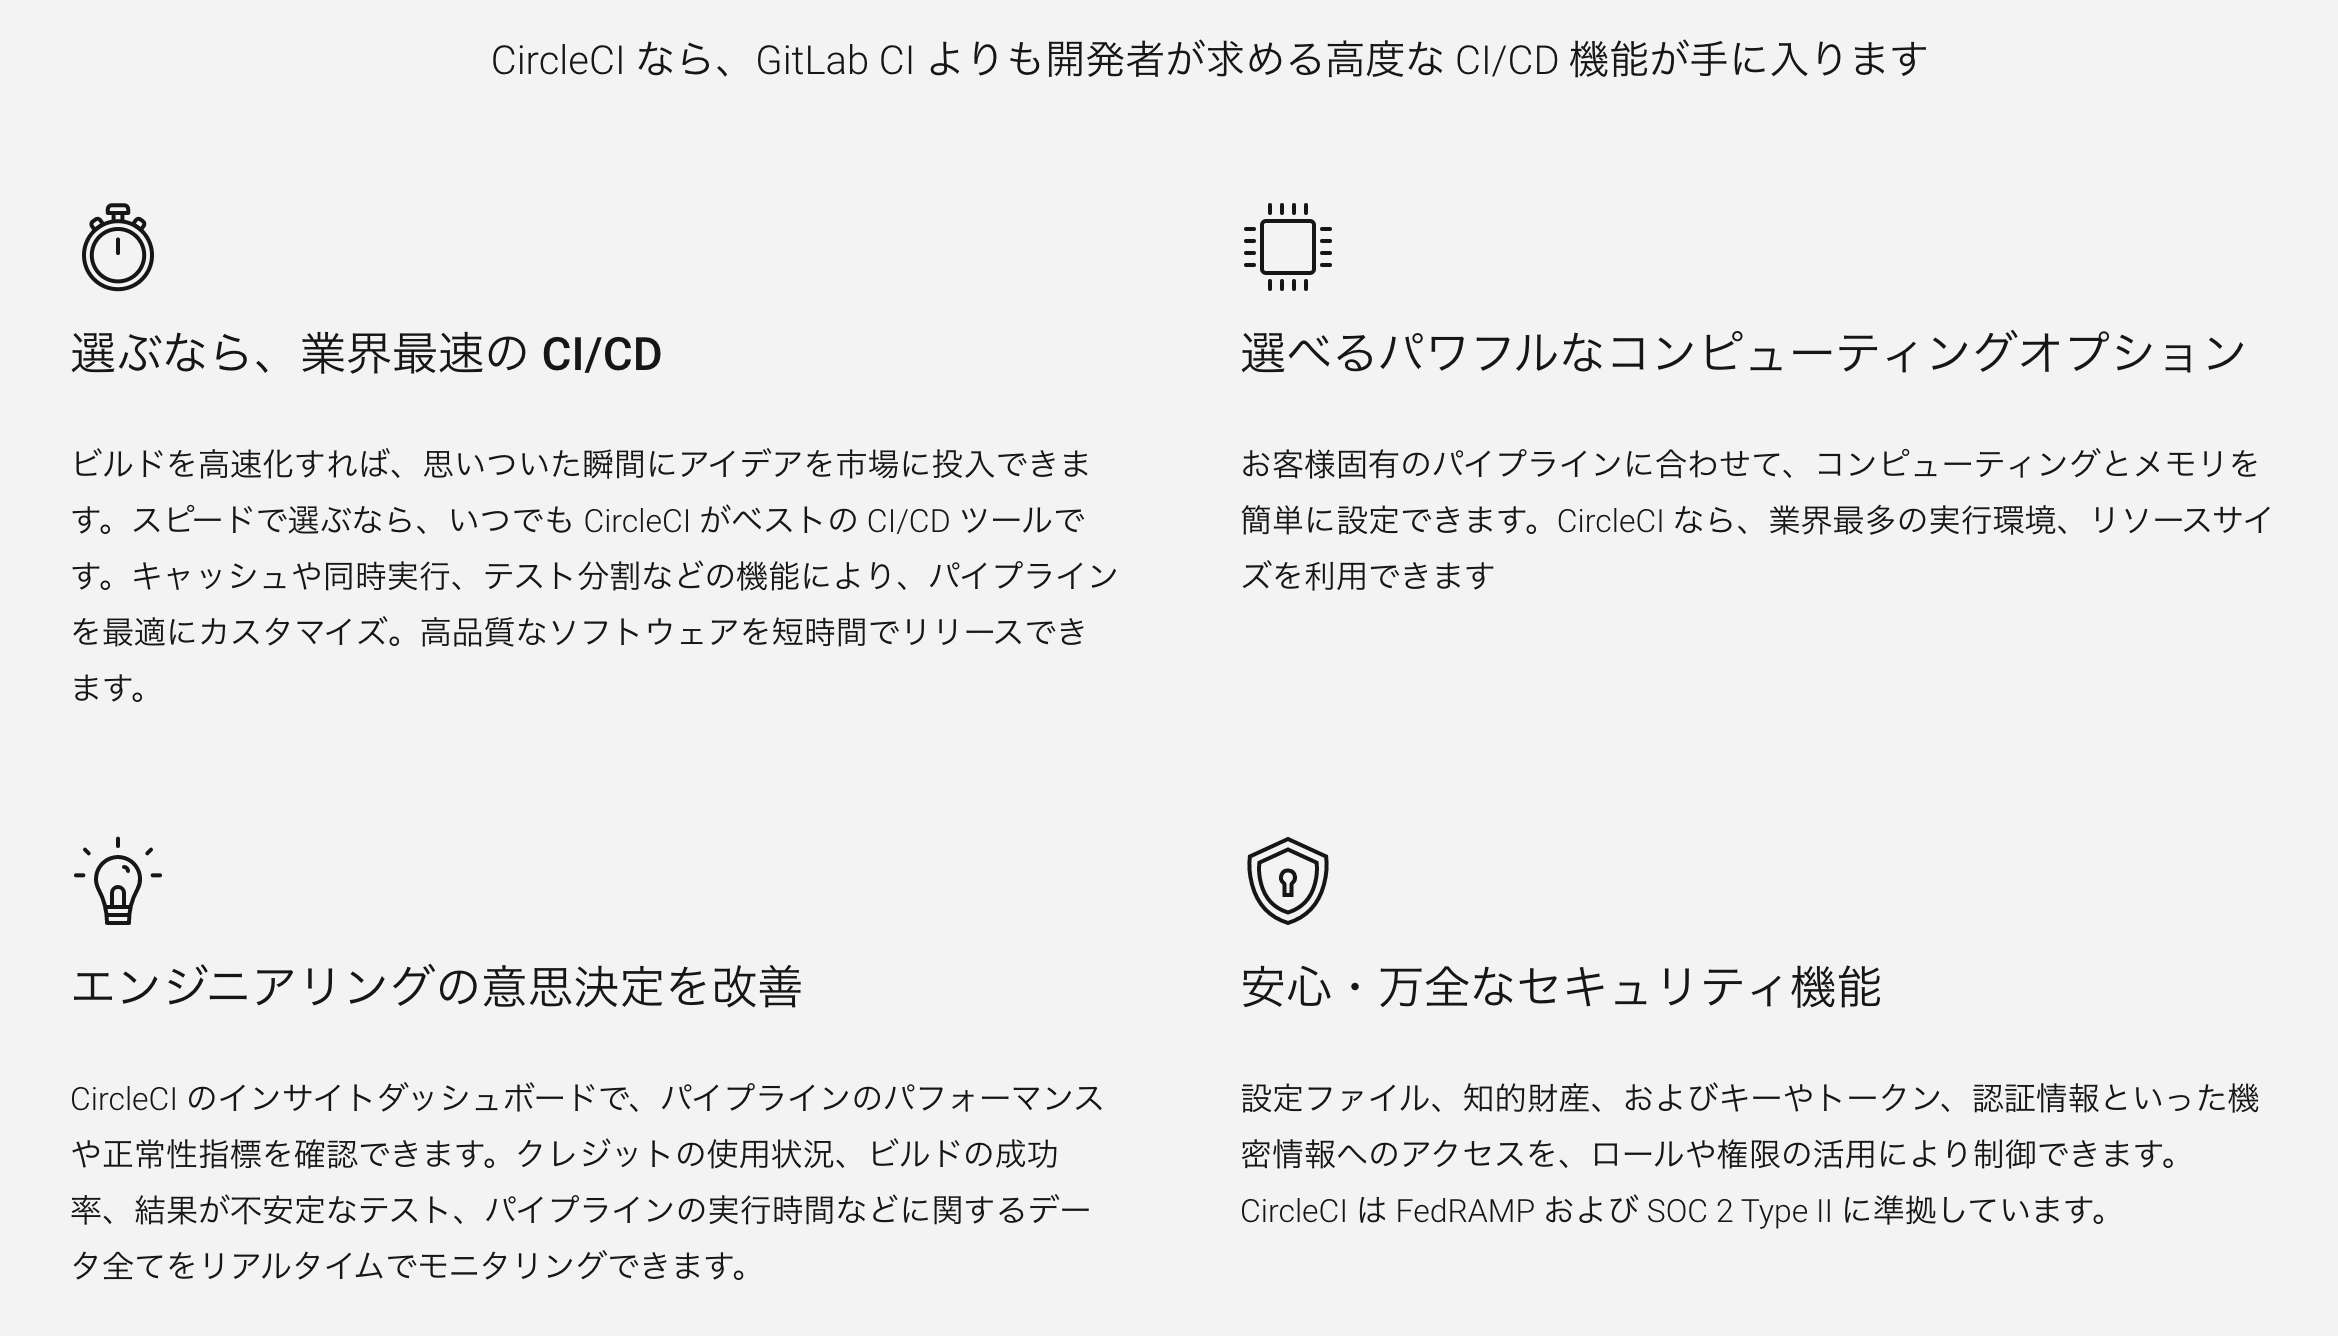 CircleCI なら、GitLab CI よりも開発者が求める高度な CI/CD 機能が手に入ります
選ぶなら、業界最速の CI/CD
ビルドを高速化すれば、思いついた瞬間にアイデアを市場に投入できま
す。スピードで選ぶなら、いつでも CircleCI がベストの CI/CD ツールで
す。キャッシュや同時実行、テスト分割などの機能により、パイプライン
を最適にカスタマイズ。高品質なソフトウェアを短時間でリリースでき
ます。
選べるパワフルなコンピューティングオプション
お客様固有のパイプラインに合わせて、コンピューティングとメモリを
簡単に設定できます。CircleCI なら、業界最多の実行環境、リソースサイ
ズを利用できます
エンジニアリングの意思決定を改善
CircleCI のインサイトダッシュボードで、パイプラインのパフォーマンス
や正常性指標を確認できます。クレジットの使用状況、ビルドの成功
率、結果が不安定なテスト、パイプラインの実行時間などに関するデー
タ全てをリアルタイムでモニタリングできます。
安心・万全なセキュリティ機能
設定ファイル、知的財産、およびキーやトークン、認証情報といった機
密情報へのアクセスを、ロールや権限の活用により制御できます。
CircleCI は FedRAMP および SOC 2 Type II に準拠しています。